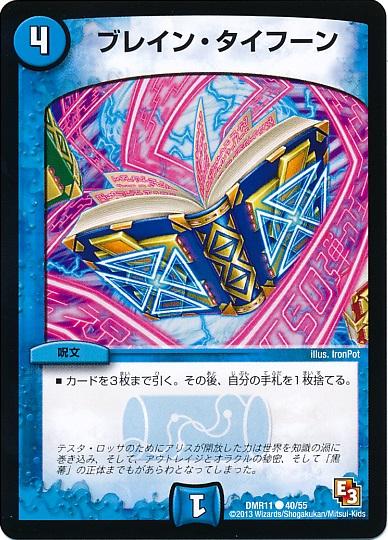 4
ブレイン・タイフーン
illus. IronPot
呪文
■ カードを3枚まで引く。その後、自分の手札を1枚捨てる。
テスタ・ロッサのためにアリスが開放した力は世界を知識の渦に
巻き込み、そして、アウトレイジとオラクルの秘密、そして「黒
幕」の正体までもがあらわとなってしまった。
1
E3
DMR11 ● 40/55
©2013 Wizards/Shogakukan/Mitsui-Kids